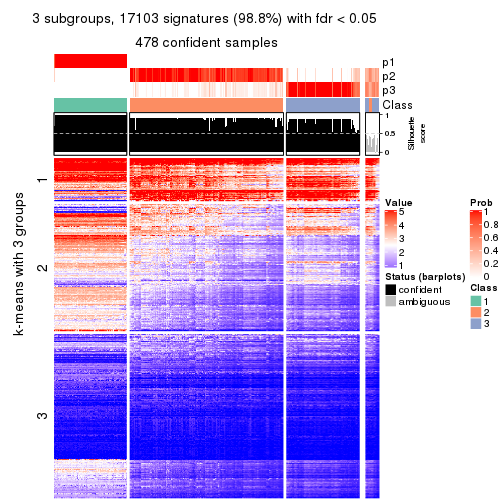 3 subgroups, 17103 signatures (98.8%) with fdr < 0.05
478 confident samples
p1
p2
p3
Class
1
0.5
0
Silhouette
score
k-means with 3 groups
1
2
3
Value
5
4
3
2
1
Status (barplots)
confident
ambiguous
Prob
1
0.8
0.6
0.4
0.2
0
Class
1
2
3